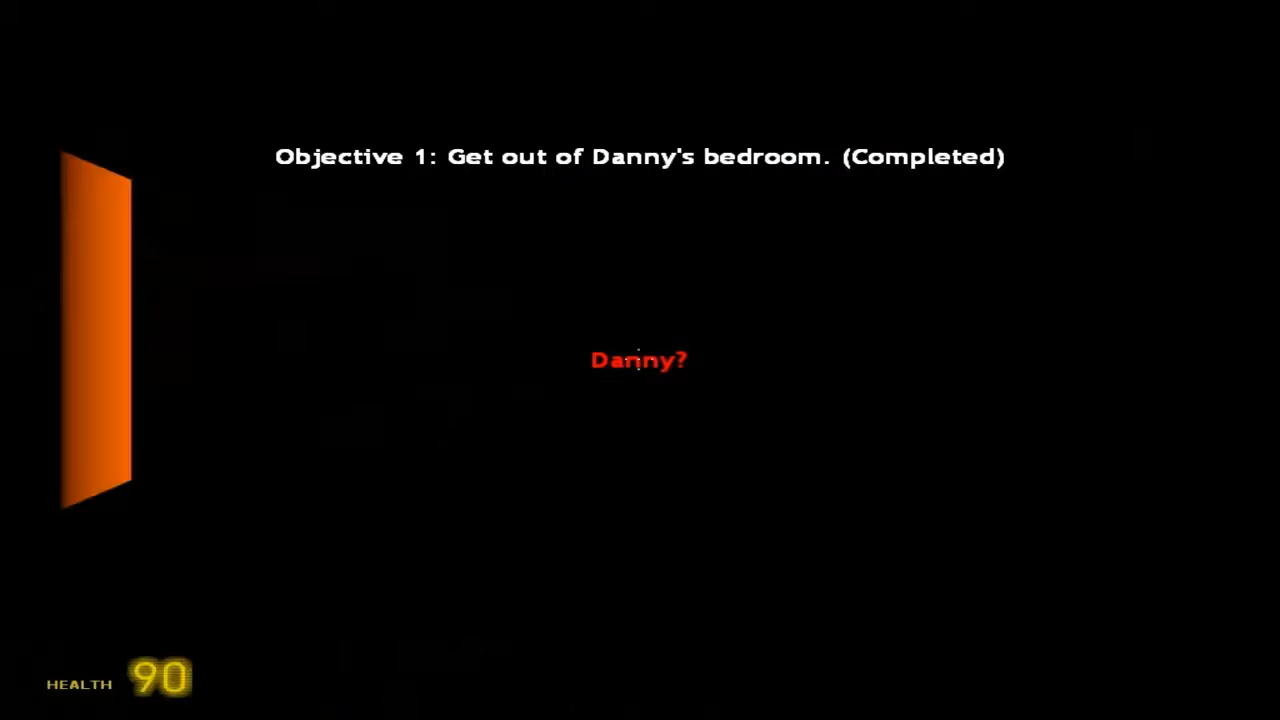 Objective 1: Get out of Danny's bedroom. (Completed)
Danny?
HEALTH 90